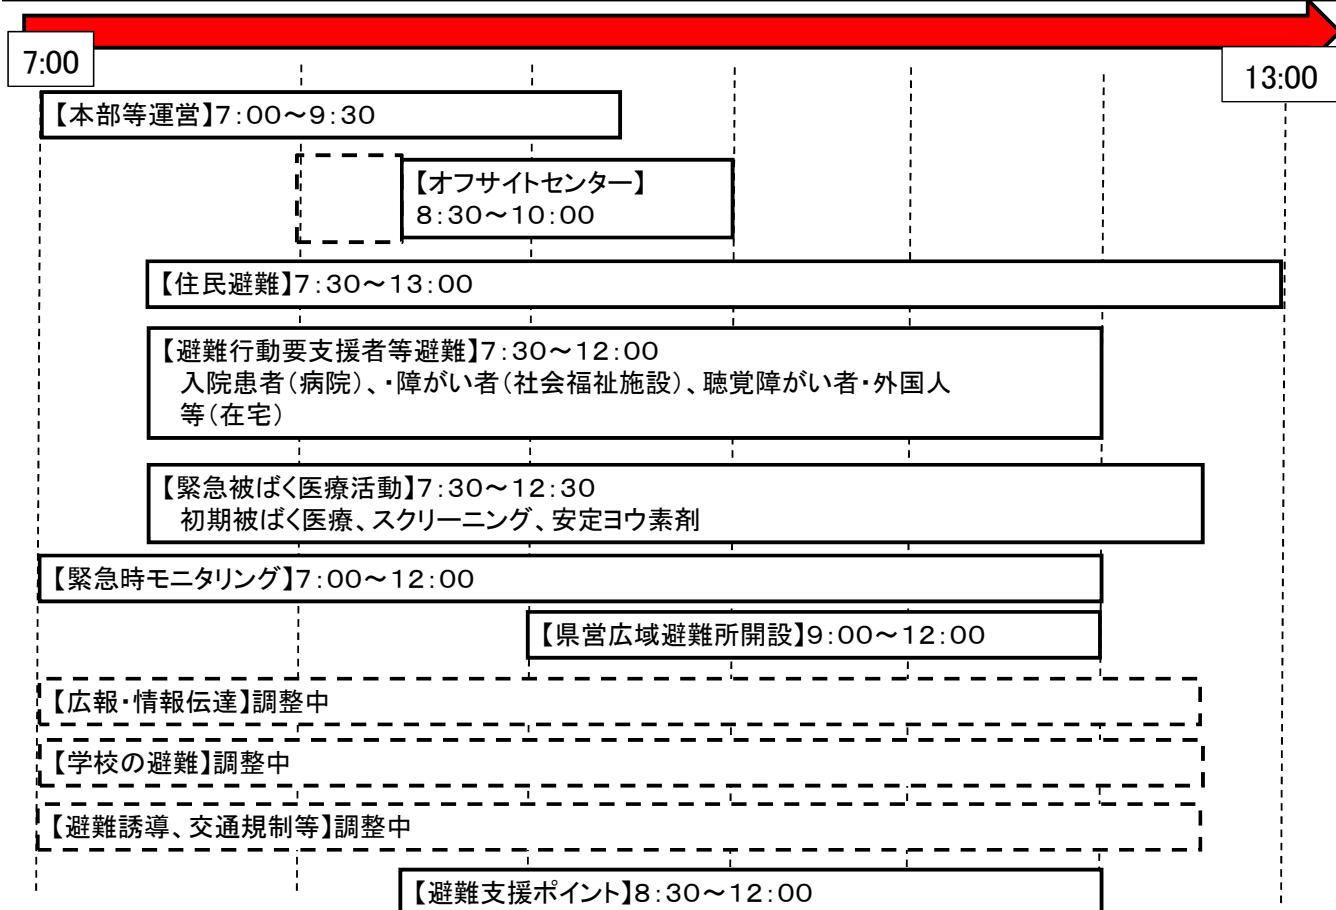 7:00
13:00
【本部等運営】7:00～9:30
【オフサイトセンター】
8:30～10:00
【住民避難】7:30～13:00
【避難行動要支援者等避難】7:30～12:00
入院患者(病院)、・障がい者(社会福祉施設)、聴覚障がい者・外国人
等(在宅)
【緊急被ばく医療活動】7:30～12:30
初期被ばく医療、スクリーニング、安定ヨウ素剤
【緊急時モニタリング】7:00～12:00
【県営広域避難所開設】9:00～12:00
【広報・情報伝達】調整中
【学校の避難】調整中
【避難誘導、交通規制等】調整中
【避難支援ポイント】8:30～12:00